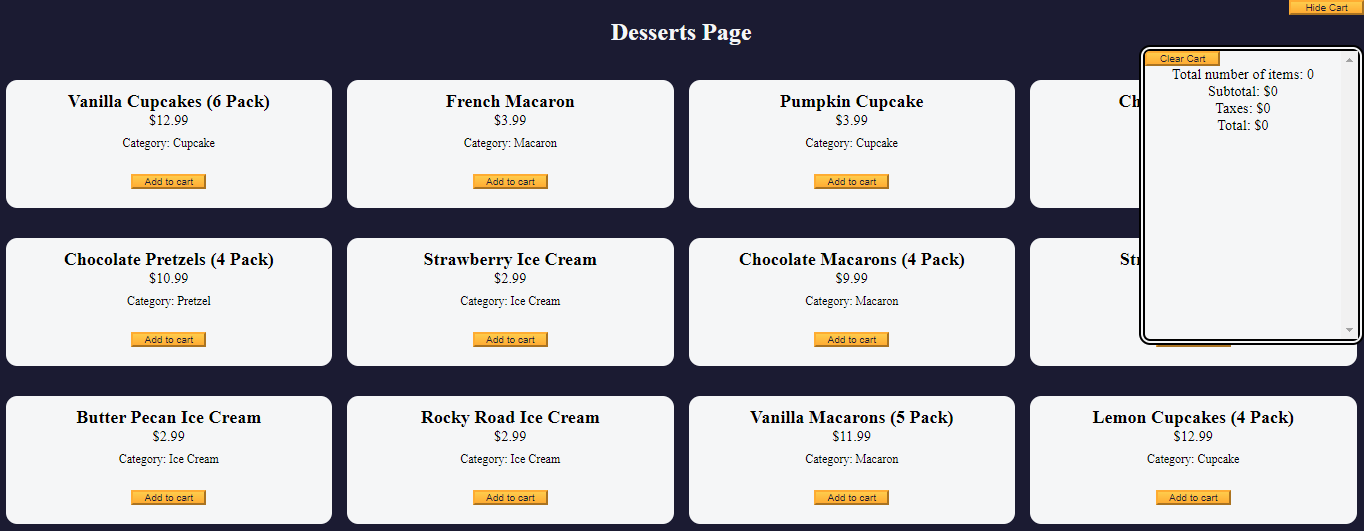 Hide Cart
Desserts Page
Clear Cart
Total number of items: 0
Subtotal: $0
Taxes: $0
Total: $0
Vanilla Cupcakes (6 Pack)
$12.99
Category: Cupcake
Add to cart
French Macaron
$3.99
Category: Macaron
Add to cart
Pumpkin Cupcake
$3.99
Category: Cupcake
Add to cart
Ch
Chocolate Pretzels (4 Pack)
$10.99
Category: Pretzel
Add to cart
Strawberry Ice Cream
$2.99
Category: Ice Cream
Add to cart
Chocolate Macarons (4 Pack)
$9.99
Category: Macaron
Add to cart
Butter Pecan Ice Cream
$2.99
Category: Ice Cream
Add to cart
Rocky Road Ice Cream
$2.99
Category: Ice Cream
Add to cart
Vanilla Macarons (5 Pack)
$11.99
Category: Macaron
Add to cart
Lemon Cupcakes (4 Pack)
$12.99
Category: Cupcake
Add to cart